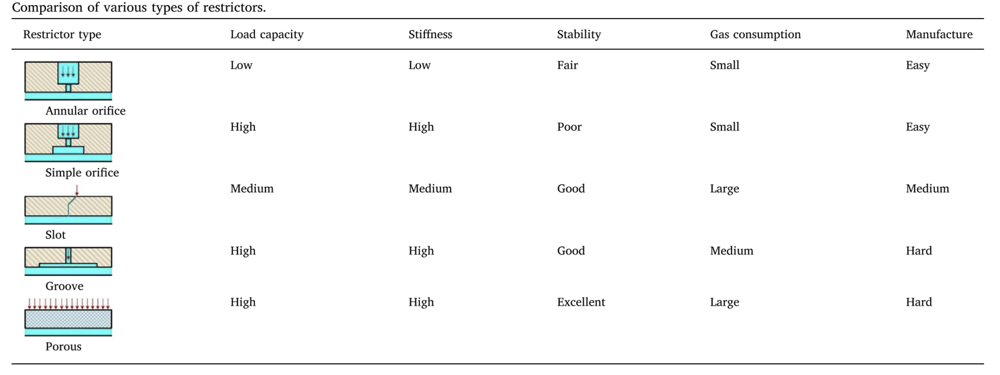 Comparison of various types of restrictors.
Restrictor type Load capacity Stiffness Stability Gas consumption Manufacture
Low Low Fair Small Easy
Annular orifice
High High Poor Small Easy
Simple orifice
Medium Medium Good Large Medium
Slot
High High Good Medium Hard
Groove
High High Excellent Large Hard
Porous